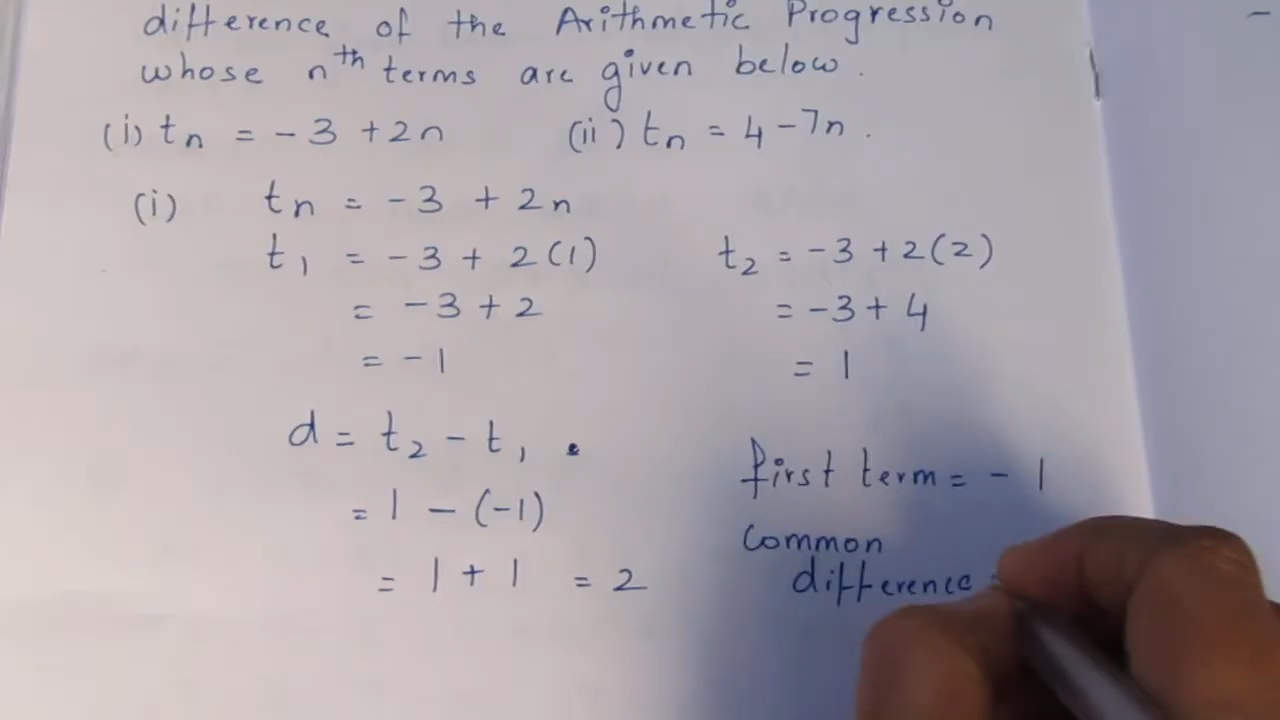 difference of the Arithmetic Progression
whose nth terms are given below.
(i) tn = -3 + 2n (ii) tn = 4 - 7n.
(i) tn = -3 + 2n
t1 = -3 + 2(1) t2 = -3 + 2(2)
= -3 + 2 = -3 + 4
= -1 = 1
d = t2 - t1
= 1 - (-1)
= 1 + 1 = 2
first term = -1
common
difference =